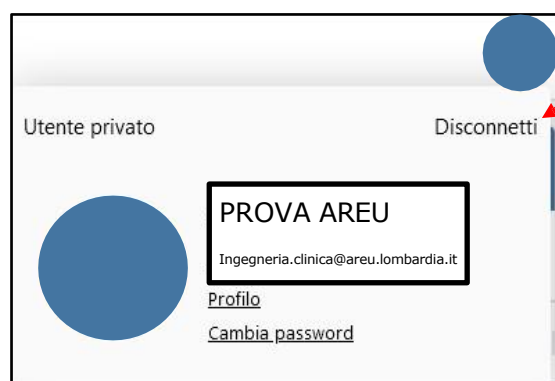 Utente privato
Disconnetti
PROVA AREU
Ingegneria.clinica@areu.lombardia.it
Profilo
Cambia password